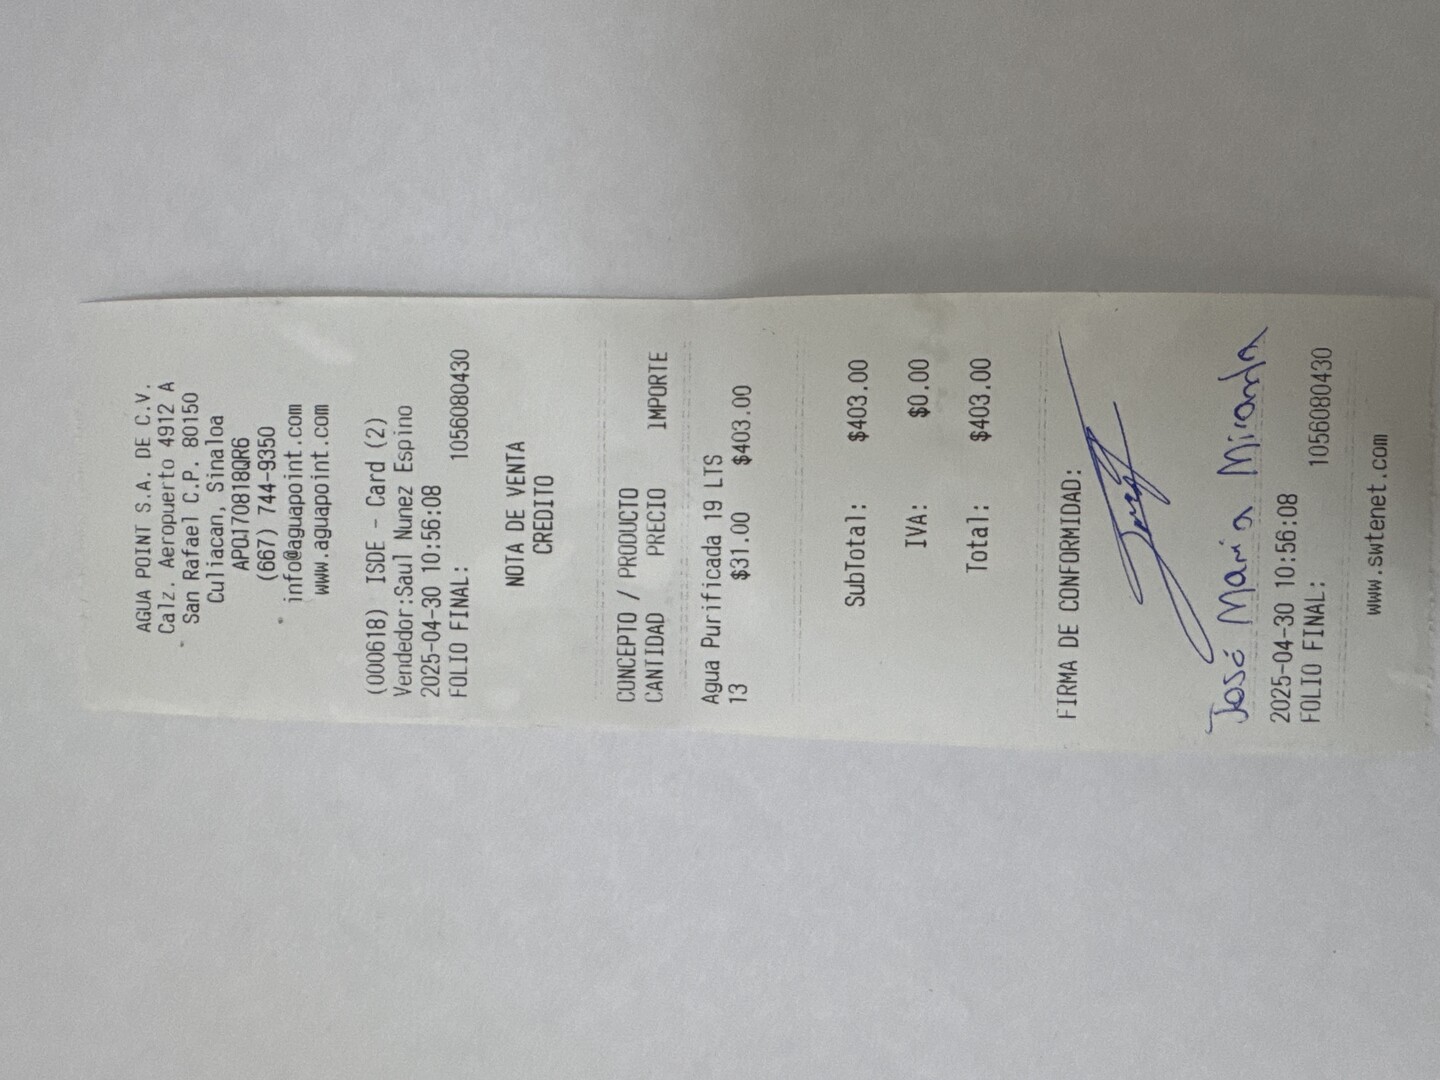 AGUA POINT S.A. DE C.V.
Calz. Aeropuerto 4912 A
San Rafael C.P. 80150
Culiacan, Sinaloa
APO170818QR6
(667) 744-9350
info@aguapoint.com
www.aguapoint.com
(000618) ISDE - Card (2)
Vendedor:Saul Nunez Espino
2025-04-30 10:56:08
FOLIO FINAL: 1056080430
NOTA DE VENTA
CREDITO
CONCEPTO / PRODUCTO
CANTIDAD PRECIO IMPORTE
Agua Purificada 19 LTS
13 $31.00 $403.00
SubTotal: $403.00
IVA: $0.00
Total: $403.00
FIRMA DE CONFORMIDAD:
José María Miranda
2025-04-30 10:56:08
FOLIO FINAL: 1056080430
www.swtenet.com